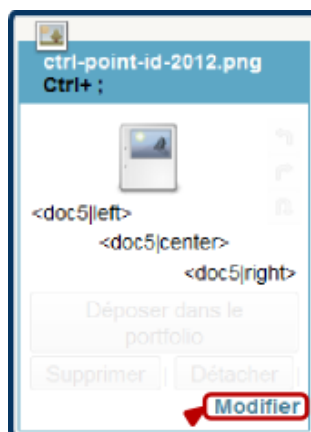 ctrl-point-id-2012.png
Ctrl+ ;
<doc5|left>
<doc5|center>
<doc5|right>
Déposer dans le
portfolio
Supprimer | Détacher |
Modifier